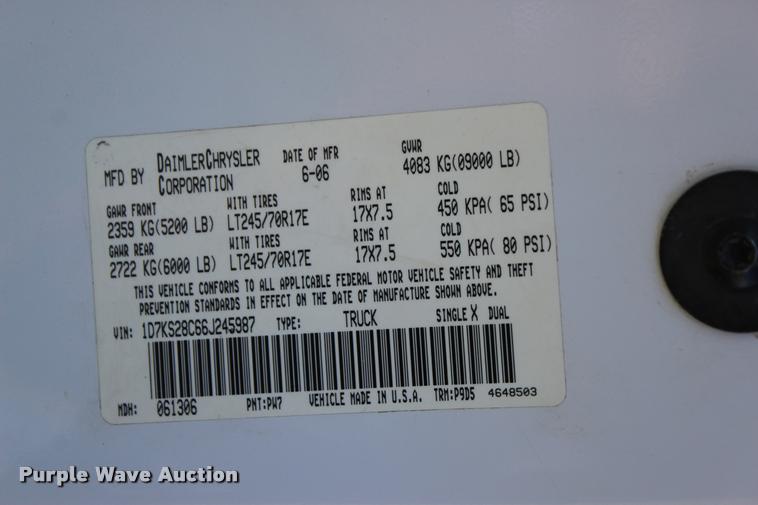 MFD BY DAIMLERCHRYSLER CORPORATION DATE OF MFR 6-06 GVWR 4083 KG(09000 LB)
GAWR FRONT WITH TIRES RIMS AT COLD
2359 KG(5200 LB) LT245/70R17E 17X7.5 450 KPA( 65 PSI)
GAWR REAR WITH TIRES RIMS AT COLD
2722 KG(6000 LB) LT245/70R17E 17X7.5 550 KPA( 80 PSI)
THIS VEHICLE CONFORMS TO ALL APPLICABLE FEDERAL MOTOR VEHICLE SAFETY AND THEFT
PREVENTION STANDARDS IN EFFECT ON THE DATE OF MANUFACTURE SHOWN ABOVE.
VIN: 1D7KS28C66J245987 TYPE: TRUCK SINGLE X DUAL
MDH: 061306 PNT:PW7 VEHICLE MADE IN U.S.A. TRM:P9D5 4648503
Purple Wave Auction